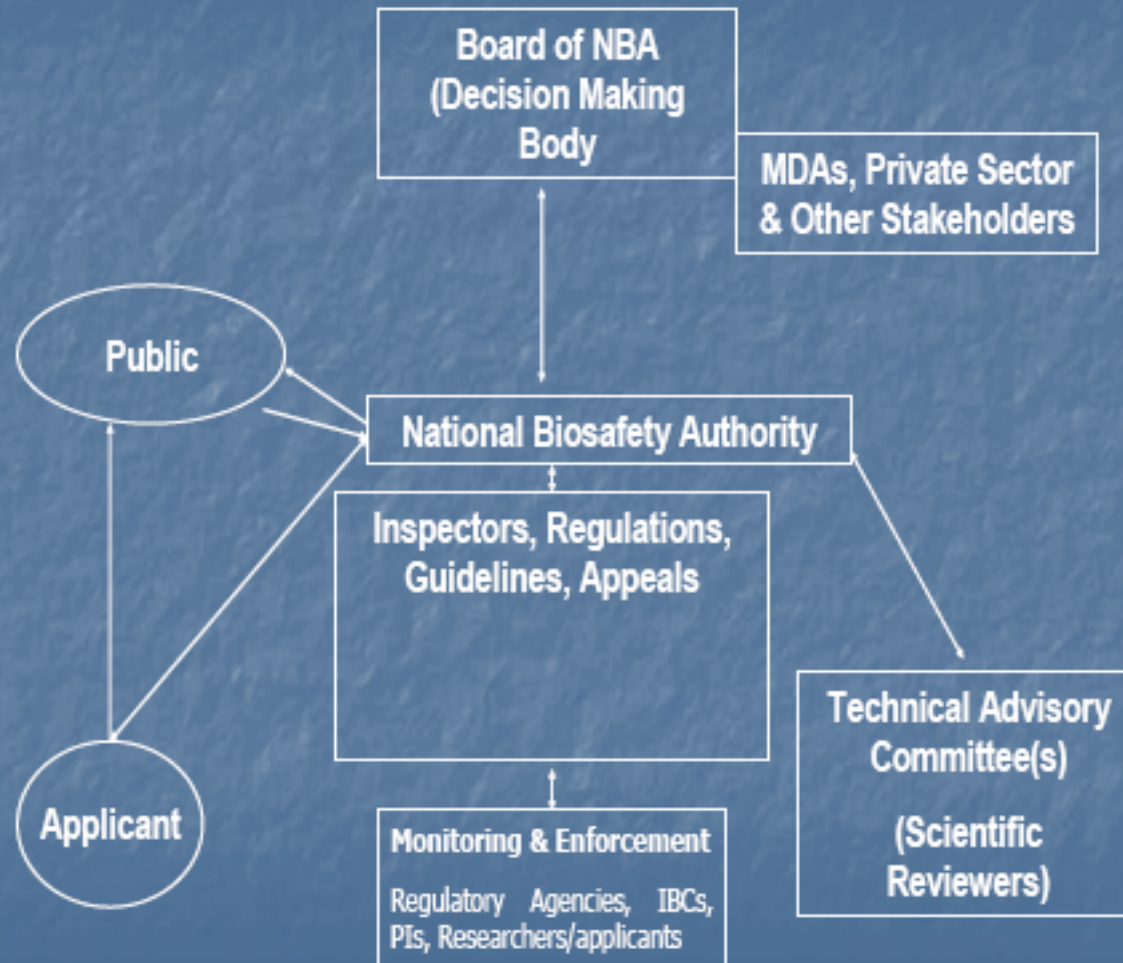 Board of NBA
(Decision Making
Body
MDAs, Private Sector
& Other Stakeholders
Public
National Biosafety Authority
Inspectors, Regulations,
Guidelines, Appeals
Technical Advisory
Committee(s)
(Scientific
Reviewers)
Applicant
Monitoring & Enforcement
Regulatory Agencies, IBCs,
PIs, Researchers/applicants